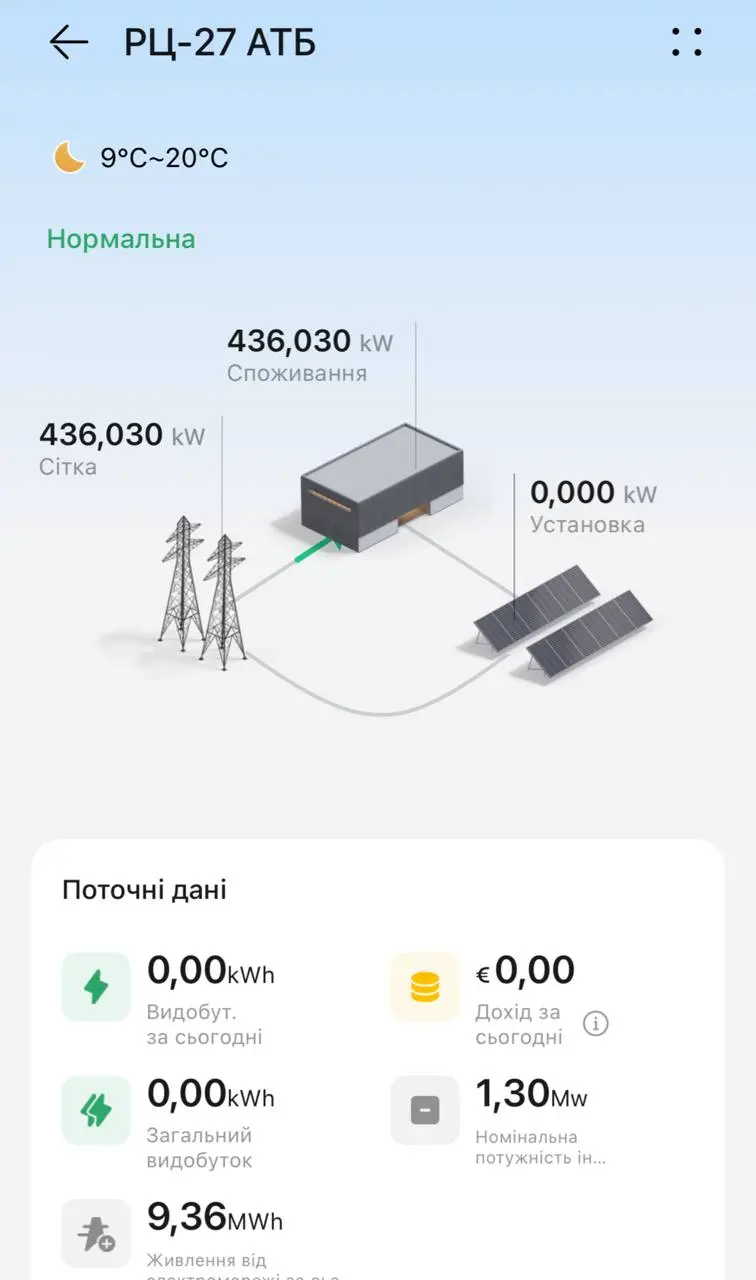 РЦ-27 АТБ
9°C~20°C
Нормальна
436,030 kW
Споживання
436,030 kW
Сітка
0,000 kW
Установка
Поточні дані
0,00kWh
Видобут.
за сьогодні
€0,00
Дохід за
сьогодні
0,00kWh
Загальний
видобуток
1,30Mw
Номінальна
потужність ін...
9,36MWh
Живлення від